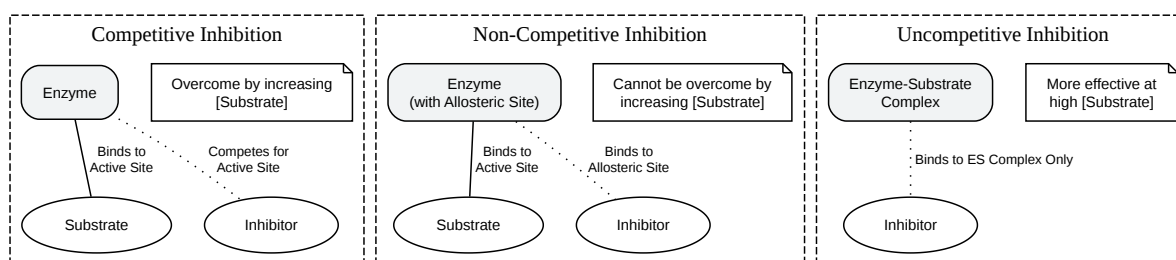 Competitive Inhibition
Enzyme
Overcome by increasing
[Substrate]
Binds to
Active Site
Competes for
Active Site
Substrate
Inhibitor
Non-Competitive Inhibition
Enzyme
(with Allosteric Site)
Cannot be overcome by
increasing [Substrate]
Binds to
Active Site
Binds to
Allosteric Site
Substrate
Inhibitor
Uncompetitive Inhibition
Enzyme-Substrate
Complex
More effective at
high [Substrate]
Binds to ES Complex Only
Inhibitor